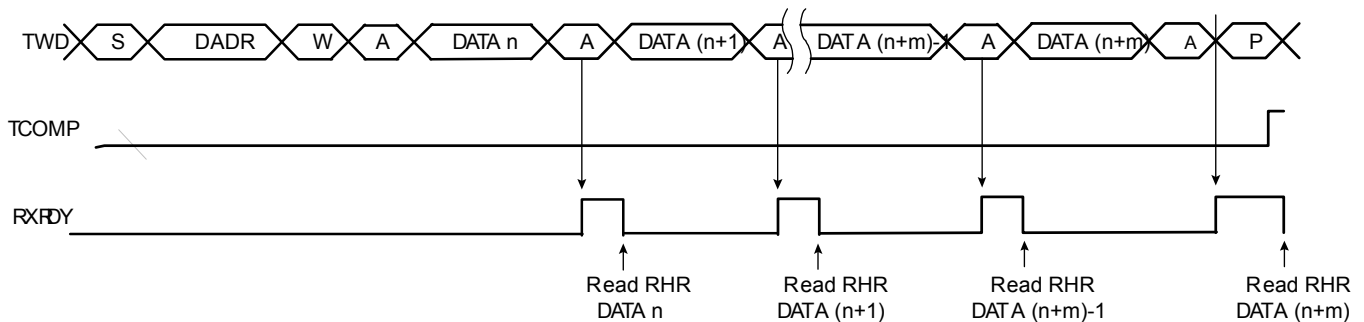 TWD S DADR W A DATA n A DATA (n+1) A DATA (n+m)-1 A DATA (n+m) A P
TCOMP
RXRDY
Read RHR Read RHR Read RHR Read RHR
DATA n DATA (n+1) DATA (n+m)-1 DATA (n+m)